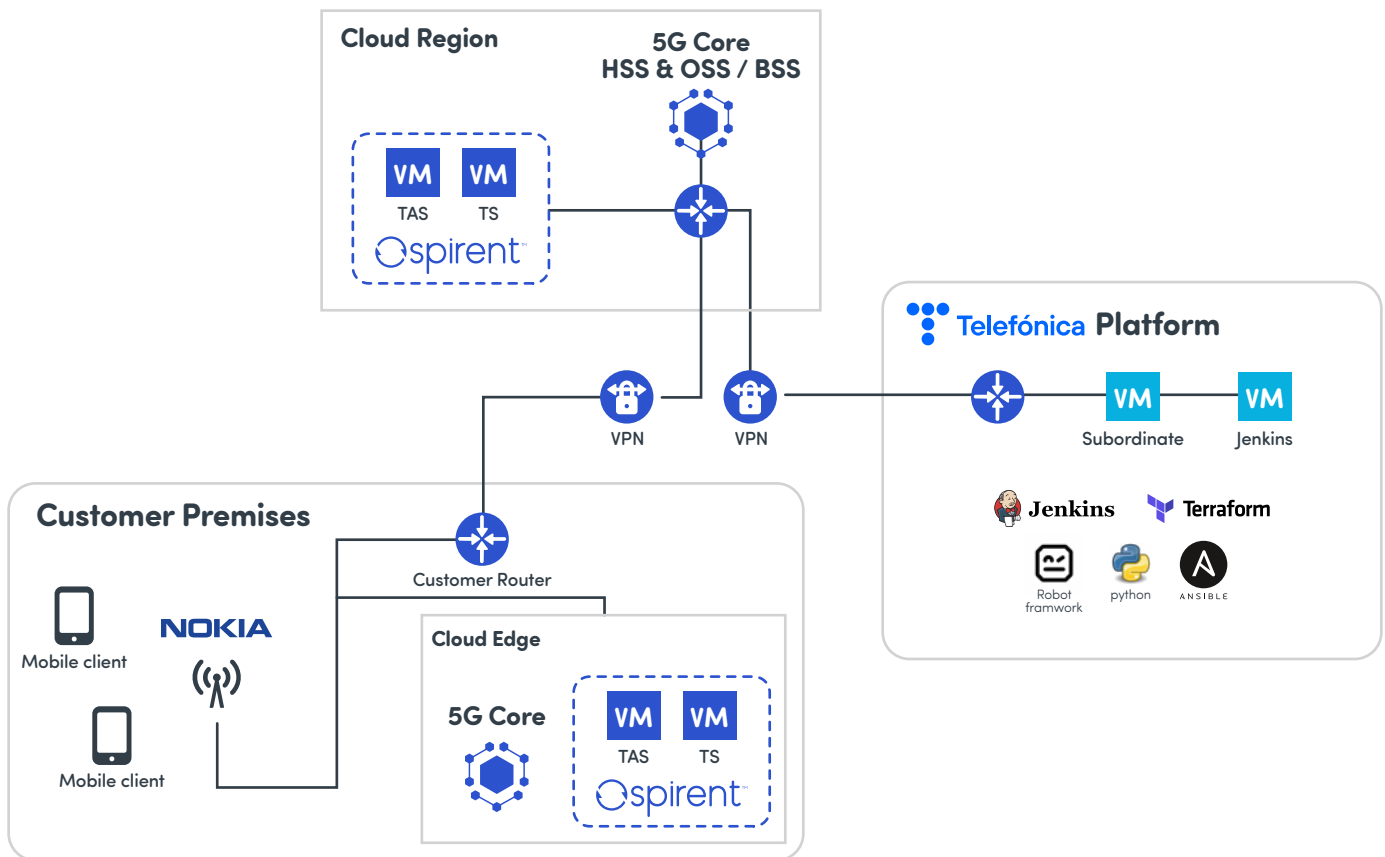 Cloud Region
5G Core
HSS & OSS / BSS
VM
VM
TAS
TS
spirent™
Telefónica Platform
VM
VM
Subordinate
Jenkins
VPN
VPN
Jenkins
Terraform
Robot
framwork
python
ANSIBLE
Customer Premises
Customer Router
NOKIA
Mobile client
Mobile client
Cloud Edge
5G Core
VM
VM
TAS
TS
spirent™